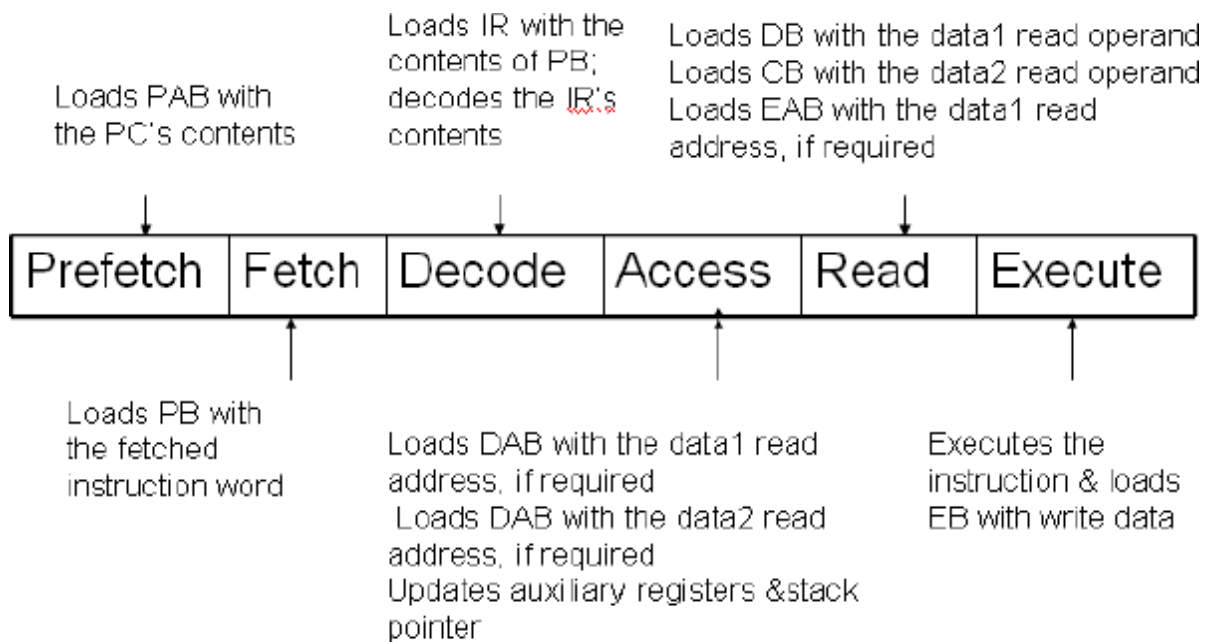 Loads PAB with
the PC's contents
Loads IR with the
contents of PB;
decodes the IR's
contents
Loads DB with the data1 read operand
Loads CB with the data2 read operand
Loads EAB with the data1 read
address, if required
Prefetch
Fetch
Decode
Access
Read
Execute
Loads PB with
the fetched
instruction word
Loads DAB with the data1 read
address, if required
Loads DAB with the data2 read
address, if required
Updates auxiliary registers &stack
pointer
Executes the
instruction & loads
EB with write data